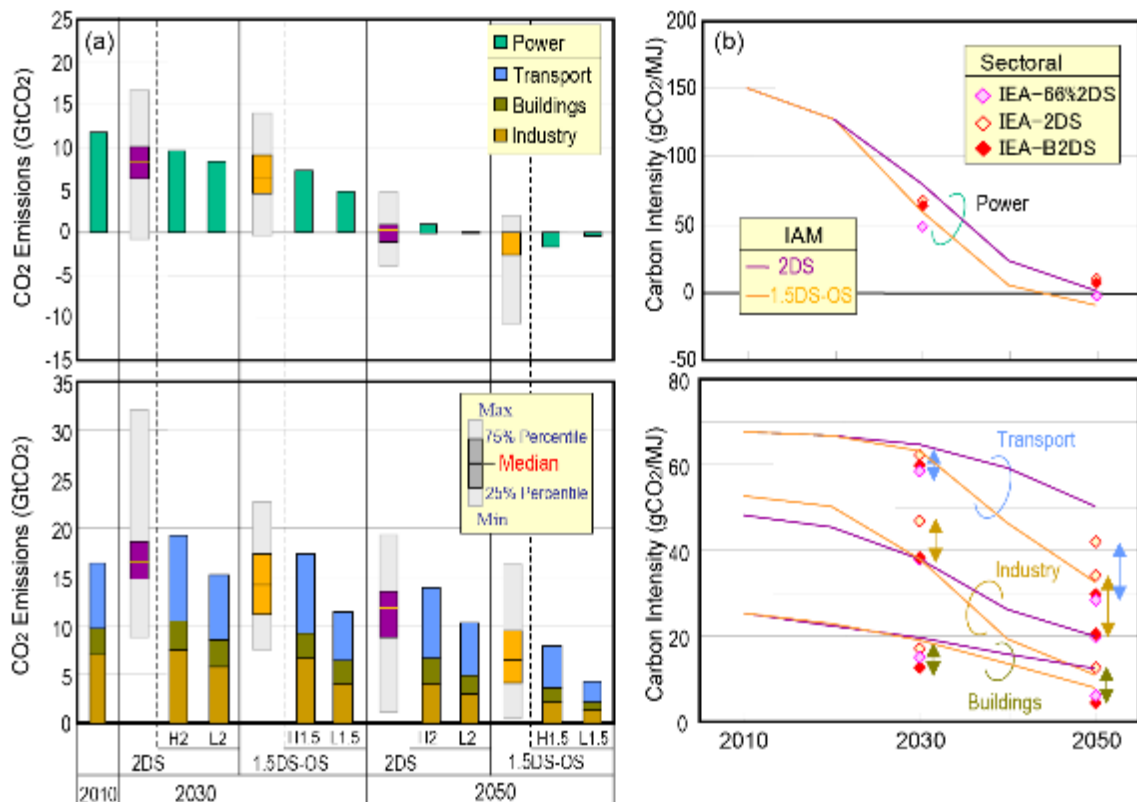 (a)
CO2 Emissions (GtCO2)
25
20
15
10
5
0
-5
-10
-15
Power
Transport
Buildings
Industry
CO2 Emissions (GtCO2)
35
30
25
20
15
10
5
0
Max
75% Percentile
Median
25% Percentile
Min
H2 L2 H1.5 L1.5 H2 L2 H1.5 L1.5
2DS 1.5DS-OS 2DS 1.5DS-OS
2010 2030 2050
(b)
Carbon Intensity (gCO2/MJ)
200
150
100
50
0
-50
Sectoral
IEA-66%2DS
IEA-2DS
IEA-B2DS
Power
IAM
2DS
1.5DS-OS
Carbon Intensity (gCO2/MJ)
80
60
40
20
0
Transport
Industry
Buildings
2010 2030 2050